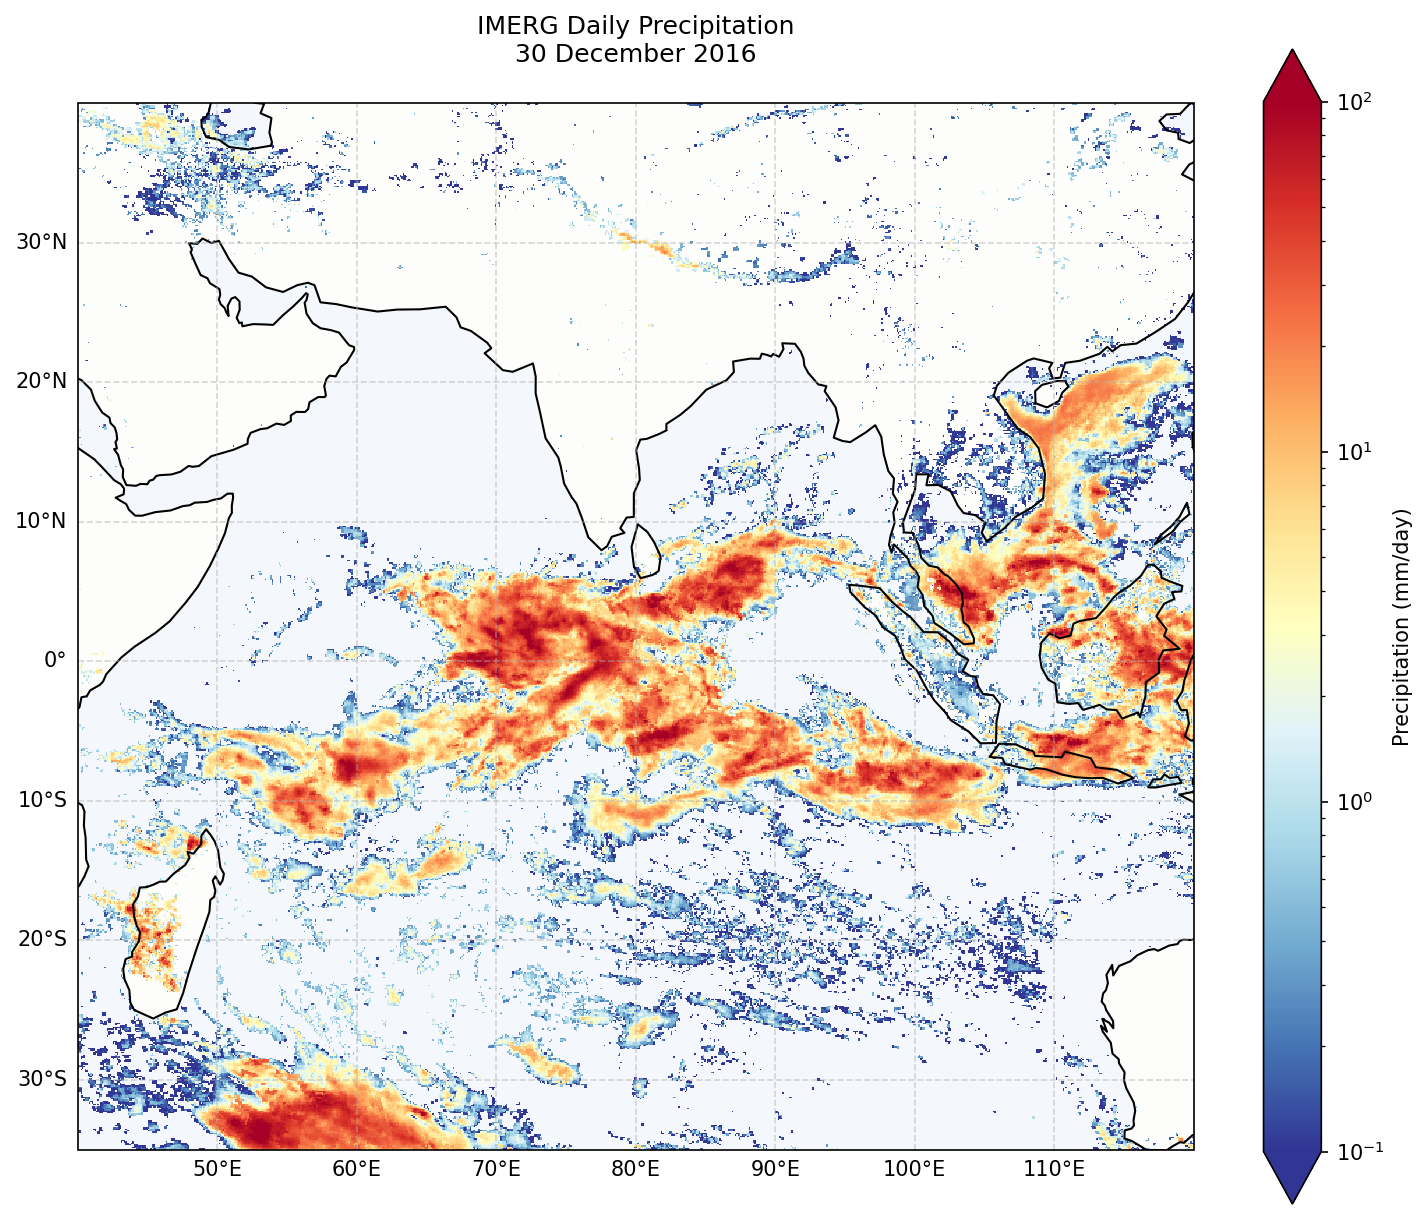 IMERG Daily Precipitation
30 December 2016
30°N
20°N
10°N
0°
10°S
20°S
30°S
50°E
60°E
70°E
80°E
90°E
100°E
110°E
10²
10¹
10⁰
10⁻¹
Precipitation (mm/day)